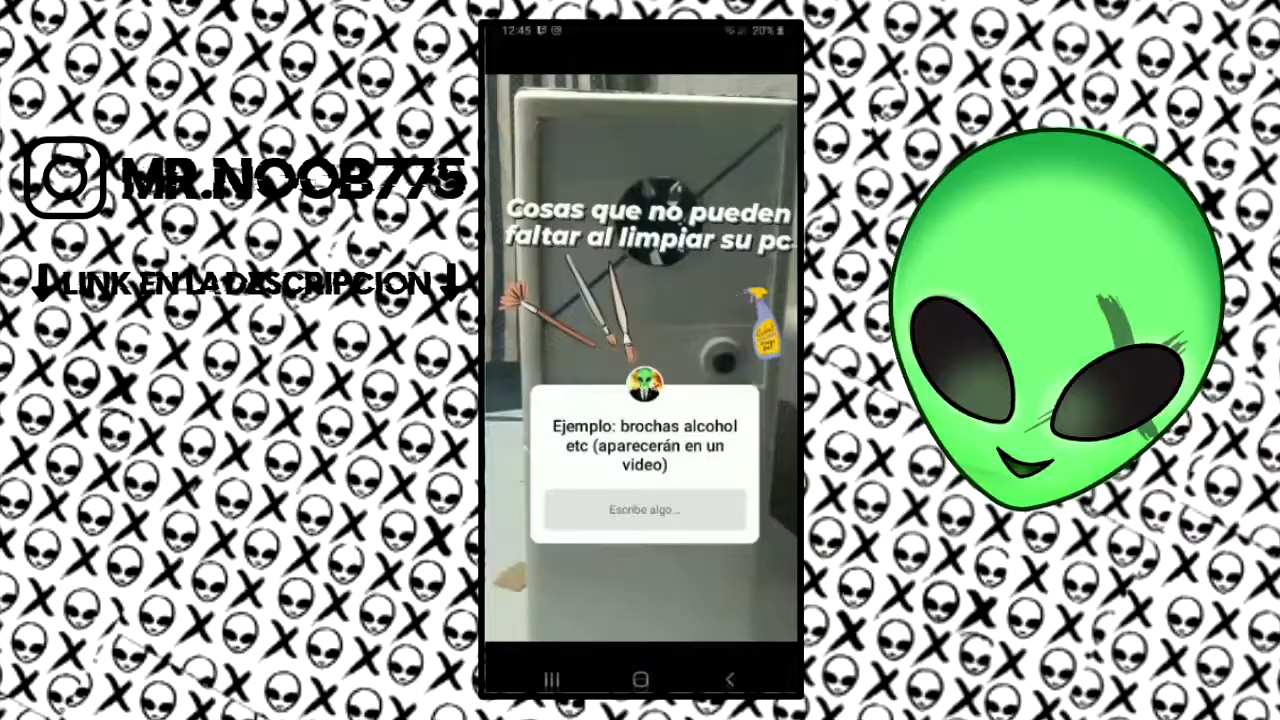 12:45
20%
MR.NOOB775
LINK EN LA DESCRIPCION
Cosas que no pueden
faltar al limpiar su pc
Ejemplo: brochas alcohol
etc (aparecerán en un
video)
Escribe algo...